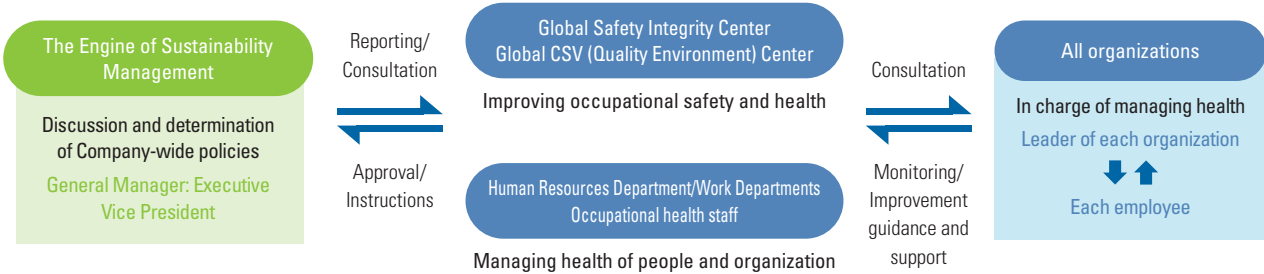 The Engine of Sustainability
Management
Discussion and determination
of Company-wide policies
General Manager: Executive
Vice President
Reporting/
Consultation
Approval/
Instructions
Global Safety Integrity Center
Global CSV (Quality Environment) Center
Improving occupational safety and health
Human Resources Department/Work Departments
Occupational health staff
Managing health of people and organization
Consultation
Monitoring/
Improvement
guidance and
support
All organizations
In charge of managing health
Leader of each organization
Each employee